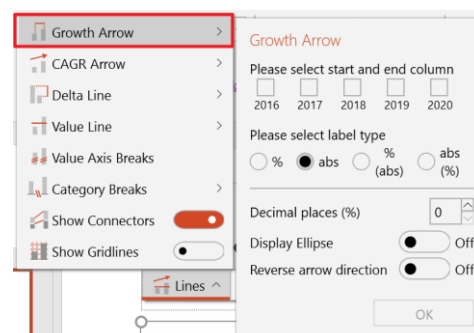 Growth Arrow
CAGR Arrow
Delta Line
Value Line
Value Axis Breaks
Category Breaks
Show Connectors
Show Gridlines
Lines
Growth Arrow
Please select start and end column
2016 2017 2018 2019 2020
Please select label type
% abs % (abs) abs (%)
Decimal places (%) 0
Display Ellipse Off
Reverse arrow direction Off
OK